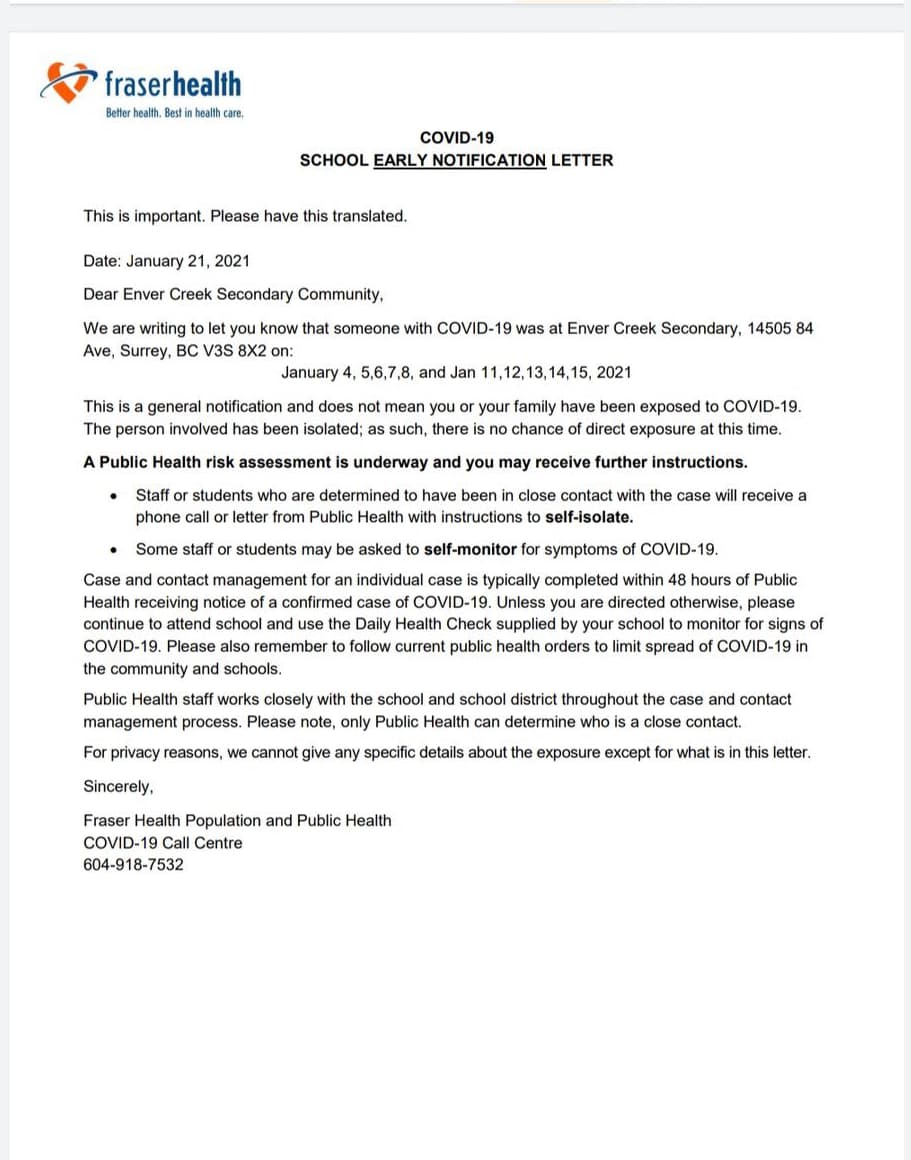 fraserhealth
Better health. Best in health care.
COVID-19
SCHOOL EARLY NOTIFICATION LETTER
This is important. Please have this translated.
Date: January 21, 2021
Dear Enver Creek Secondary Community,
We are writing to let you know that someone with COVID-19 was at Enver Creek Secondary, 14505 84
Ave, Surrey, BC V3S 8X2 on:
January 4, 5,6,7,8, and Jan 11,12,13,14,15, 2021
This is a general notification and does not mean you or your family have been exposed to COVID-19.
The person involved has been isolated; as such, there is no chance of direct exposure at this time.
A Public Health risk assessment is underway and you may receive further instructions.
• Staff or students who are determined to have been in close contact with the case will receive a
phone call or letter from Public Health with instructions to self-isolate.
• Some staff or students may be asked to self-monitor for symptoms of COVID-19.
Case and contact management for an individual case is typically completed within 48 hours of Public
Health receiving notice of a confirmed case of COVID-19. Unless you are directed otherwise, please
continue to attend school and use the Daily Health Check supplied by your school to monitor for signs of
COVID-19. Please also remember to follow current public health orders to limit spread of COVID-19 in
the community and schools.
Public Health staff works closely with the school and school district throughout the case and contact
management process. Please note, only Public Health can determine who is a close contact.
For privacy reasons, we cannot give any specific details about the exposure except for what is in this letter.
Sincerely,
Fraser Health Population and Public Health
COVID-19 Call Centre
604-918-7532